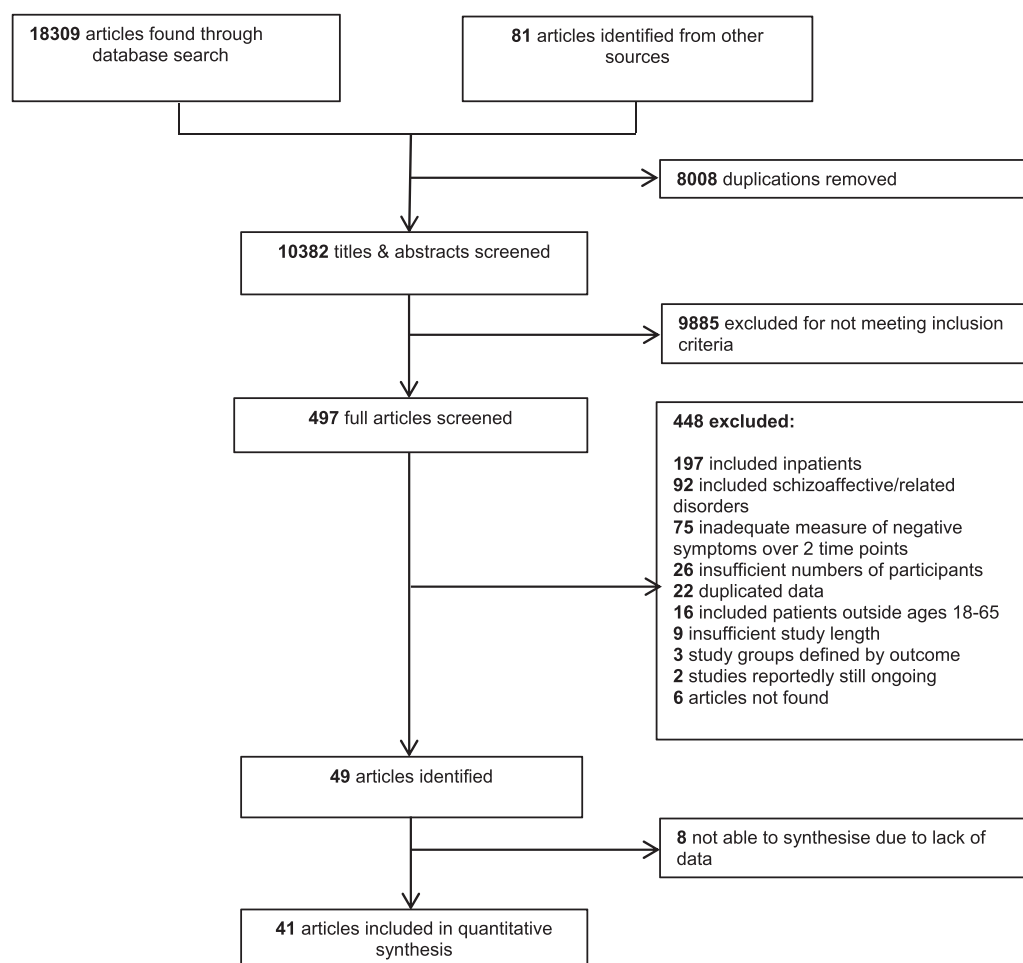 18309 articles found through
database search
81 articles identified from other
sources
8008 duplications removed
10382 titles & abstracts screened
9885 excluded for not meeting inclusion
criteria
497 full articles screened
448 excluded:
197 included inpatients
92 included schizoaffective/related
disorders
75 inadequate measure of negative
symptoms over 2 time points
26 insufficient numbers of participants
22 duplicated data
16 included patients outside ages 18-65
9 insufficient study length
3 study groups defined by outcome
2 studies reportedly still ongoing
6 articles not found
49 articles identified
8 not able to synthesise due to lack of
data
41 articles included in quantitative
synthesis